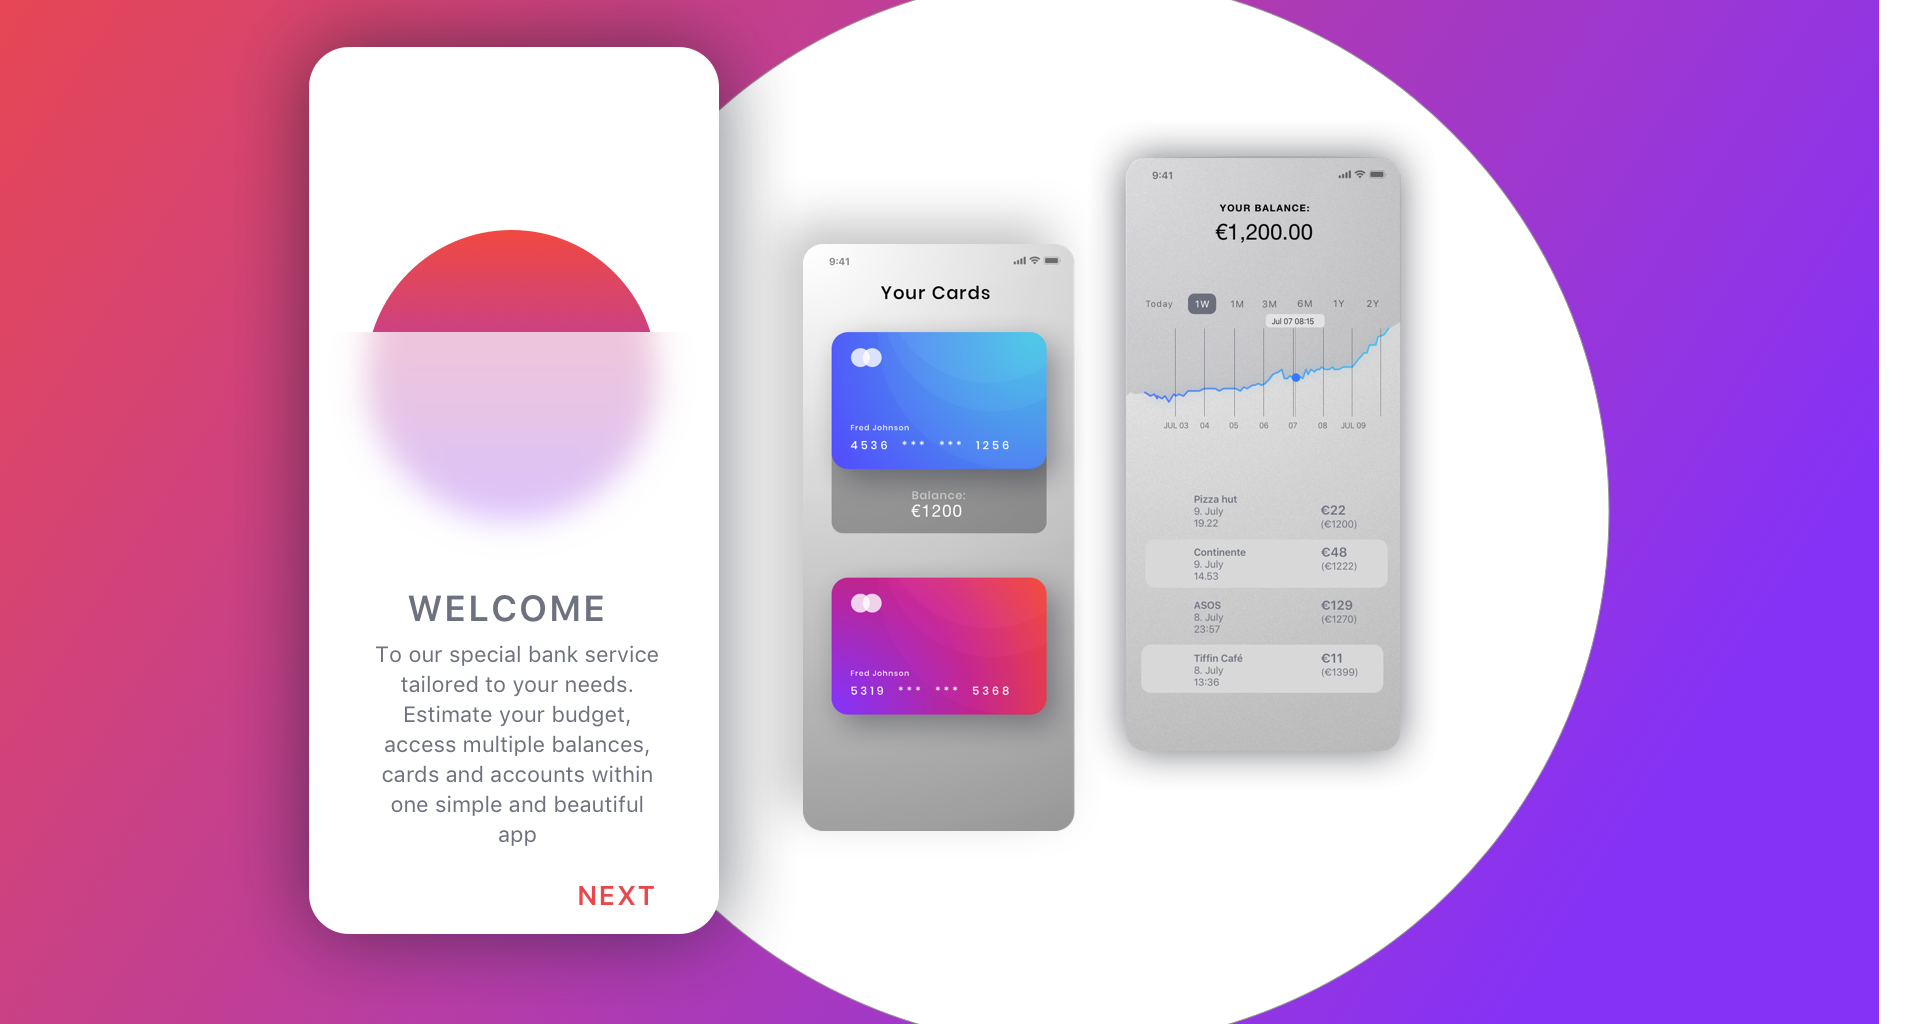 WELCOME
To our special bank service
tailored to your needs.
Estimate your budget,
access multiple balances,
cards and accounts within
one simple and beautiful
app
NEXT
9:41
Your Cards
Fred Johnson
4536 *** *** 1256
Balance:
€1200
Fred Johnson
5319 *** *** 5368
9:41
YOUR BALANCE:
€1,200.00
Today 1W 1M 3M 6M 1Y 2Y
Jul 07 08:15
JUL 03 04 05 06 07 08 JUL 09
Pizza hut
9. July
19.22
€22
(€1200)
Continente
9. July
14.53
€48
(€1222)
ASOS
8. July
23:57
€129
(€1270)
Tiffin Café
8. July
13:36
€11
(€1399)